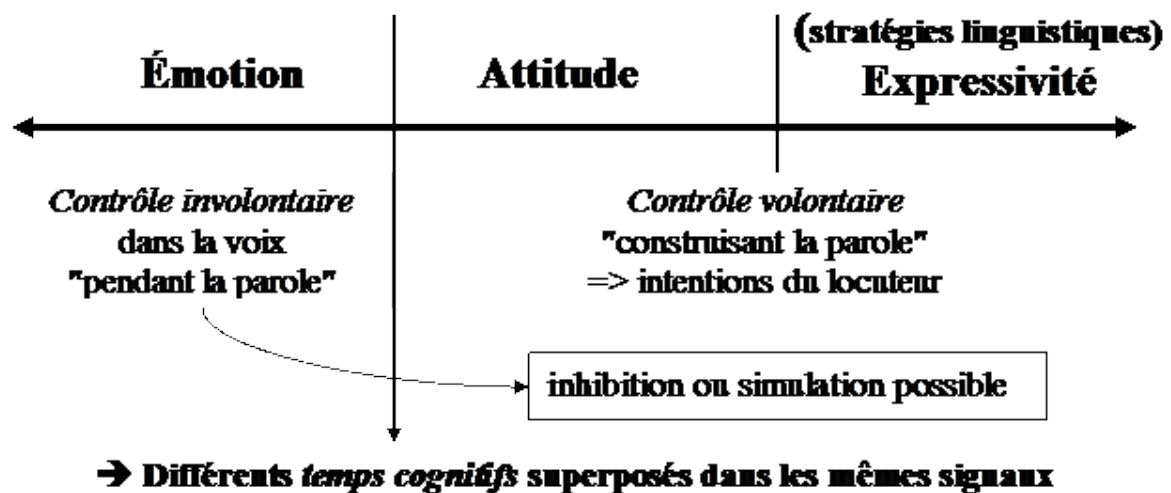 (stratégies linguistiques)
Émotion
Attitude
Expressivité
Contrôle involontaire
dans la voix
"pendant la parole"
Contrôle volontaire
"construisant la parole"
=> intentions du locuteur
inhibition ou simulation possible
➔ Différents temps cognitifs superposés dans les mêmes signaux